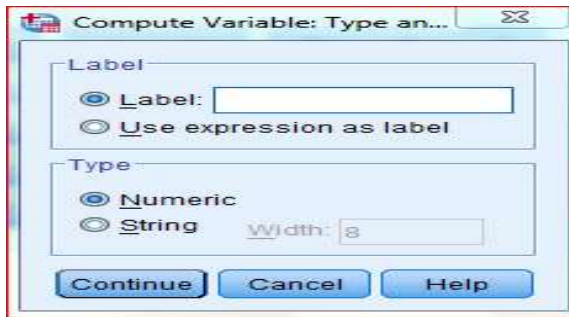 Compute Variable: Type an...
Label
Label:
Use expression as label
Type
Numeric
String Width: 8
Continue Cancel Help